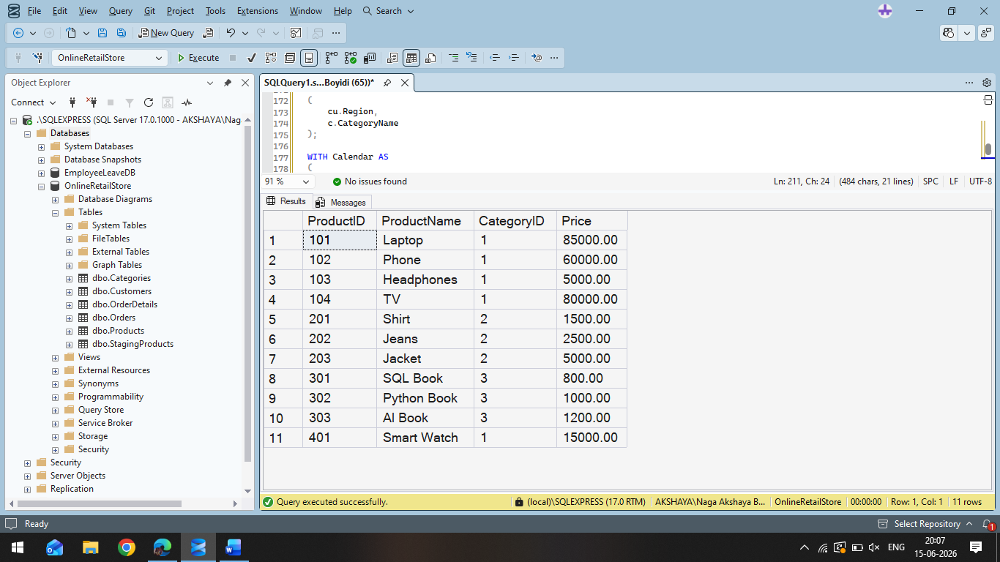 File Edit View Query Git Project Tools Extensions Window Help Search
New Query
OnlineRetailStore Execute
Object Explorer
Connect
.\SQLEXPRESS (SQL Server 17.0.1000 - AKSHAYA\Nag
Databases
System Databases
Database Snapshots
EmployeeLeaveDB
OnlineRetailStore
Database Diagrams
Tables
System Tables
FileTables
External Tables
Graph Tables
dbo.Categories
dbo.Customers
dbo.OrderDetails
dbo.Orders
dbo.Products
dbo.StagingProducts
Views
External Resources
Synonyms
Programmability
Query Store
Service Broker
Storage
Security
Security
Server Objects
Replication
SQLQuery1.s...Boyidi (65))*
172 (
173 cu.Region,
174 c.CategoryName
175 );
176
177 WITH Calendar AS
178 (
91 % No issues found Ln: 211, Ch: 24 (484 chars, 21 lines) SPC LF UTF-8
Results Messages
ProductID ProductName CategoryID Price
1 101 Laptop 1 85000.00
2 102 Phone 1 60000.00
3 103 Headphones 1 5000.00
4 104 TV 1 80000.00
5 201 Shirt 2 1500.00
6 202 Jeans 2 2500.00
7 203 Jacket 2 5000.00
8 301 SQL Book 3 800.00
9 302 Python Book 3 1000.00
10 303 AI Book 3 1200.00
11 401 Smart Watch 1 15000.00
Query executed successfully. (local)\SQLEXPRESS (17.0 RTM) AKSHAYA\Naga Akshaya B... OnlineRetailStore 00:00:00 Row: 1, Col: 1 11 rows
Ready Select Repository 1
ENG 20:07
15-06-2026